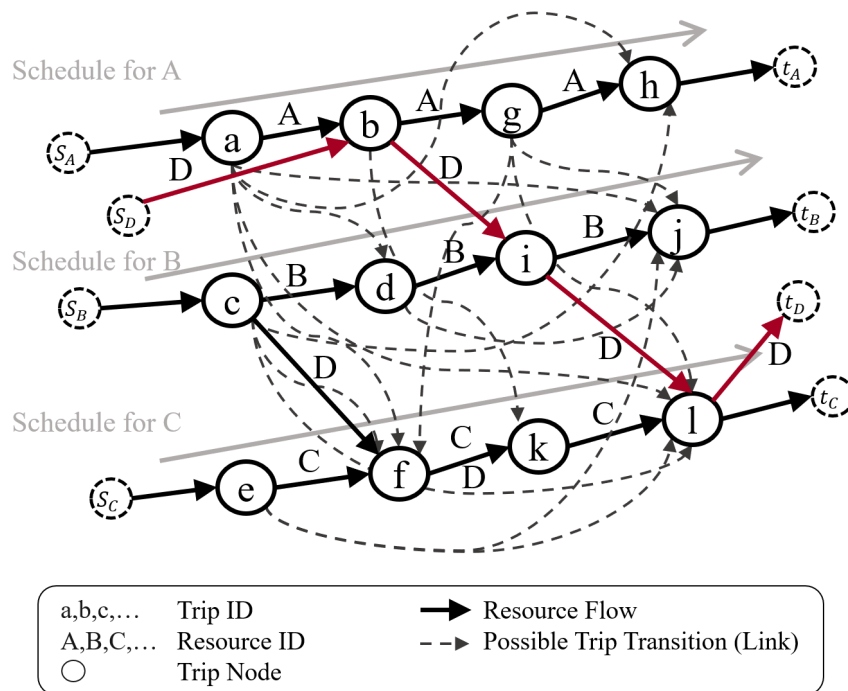 Schedule for A
A
A
A
h
t_A
a
b
g
S_A
D
D
S_D
Schedule for B
B
B
B
j
t_B
i
d
c
S_B
t_D
D
D
D
Schedule for C
C
C
C
l
t_C
k
D
f
e
S_C
a,b,c,... Trip ID
A,B,C,... Resource ID
Trip Node
Resource Flow
Possible Trip Transition (Link)